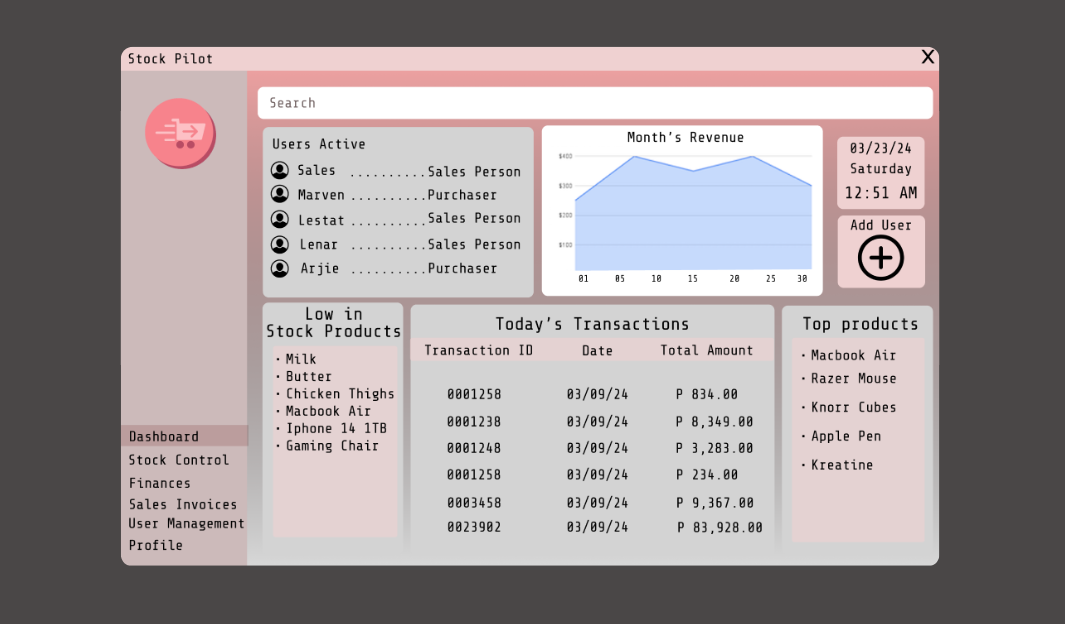 Stock Pilot X
Search
Users Active
Sales ..........Sales Person
Marven ..........Purchaser
Lestat ..........Sales Person
Lenar ..........Sales Person
Arjie ..........Purchaser
Month's Revenue
$400
$300
$200
$100
01 05 10 15 20 25 30
03/23/24
Saturday
12:51 AM
Add User
Low in
Stock Products
· Milk
· Butter
· Chicken Thighs
· Macbook Air
· Iphone 14 1TB
· Gaming Chair
Today's Transactions
Transaction ID Date Total Amount
0001258 03/09/24 P 834.00
0001238 03/09/24 P 8,349.00
0001248 03/09/24 P 3,283.00
0001258 03/09/24 P 234.00
0003458 03/09/24 P 9,367.00
0023902 03/09/24 P 83,928.00
Top products
· Macbook Air
· Razer Mouse
· Knorr Cubes
· Apple Pen
· Kreatine
Dashboard
Stock Control
Finances
Sales Invoices
User Management
Profile